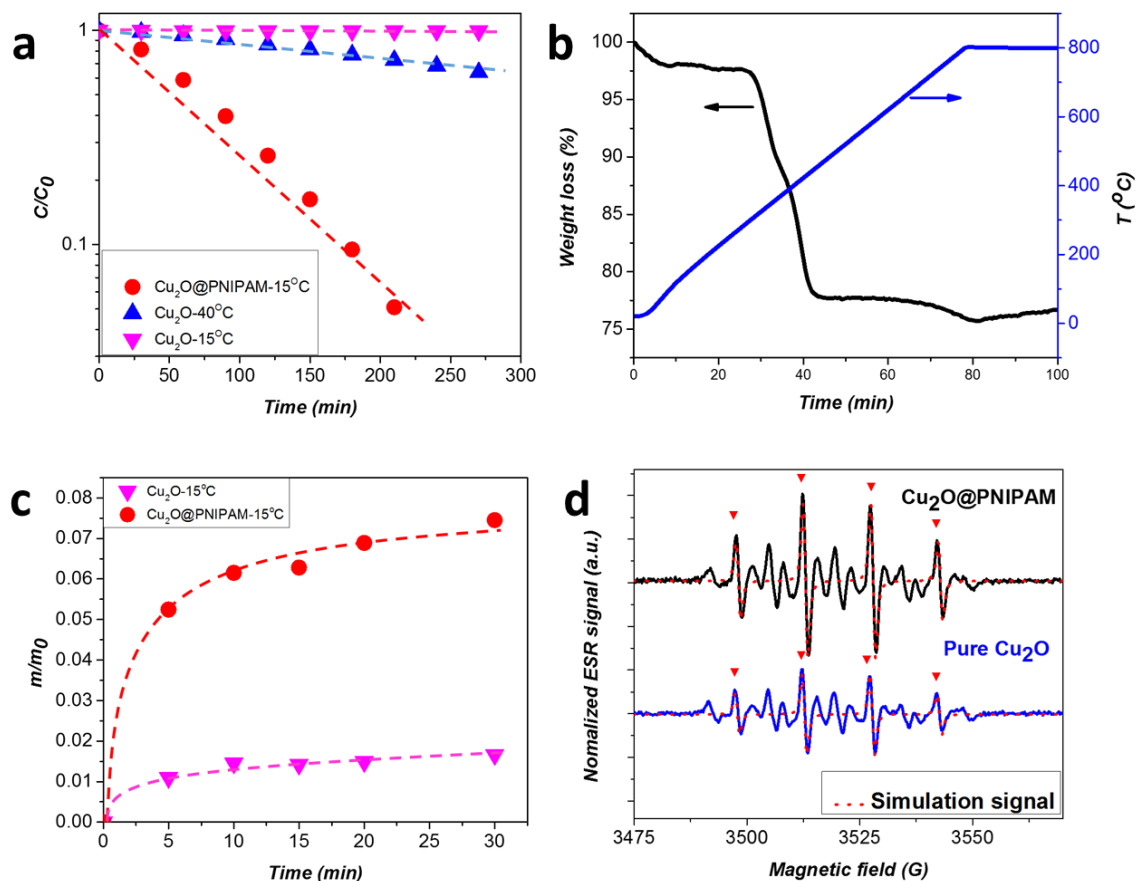 a
C/C0
1
0.1
Cu2O@PNIPAM-15OC
Cu2O-40OC
Cu2O-15OC
0 50 100 150 200 250 300
Time (min)
b
Weight loss (%)
100
95
90
85
80
75
800
600
400
200
0
T (OC)
0 20 40 60 80 100
Time (min)
c
m/m0
0.08
0.07
0.06
0.05
0.04
0.03
0.02
0.01
0.00
Cu2O-15°C
Cu2O@PNIPAM-15°C
0 5 10 15 20 25 30
Time (min)
d
Nomalized ESR signal (a.u.)
Cu2O@PNIPAM
Pure Cu2O
Simulation signal
3475 3500 3525 3550
Magnetic field (G)